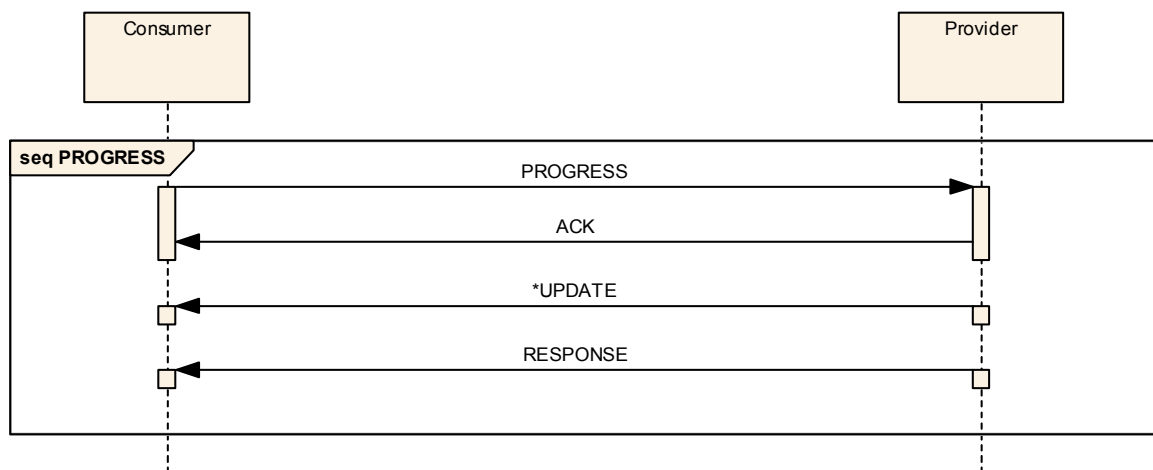 Consumer
Provider
seq PROGRESS
PROGRESS
ACK
*UPDATE
RESPONSE